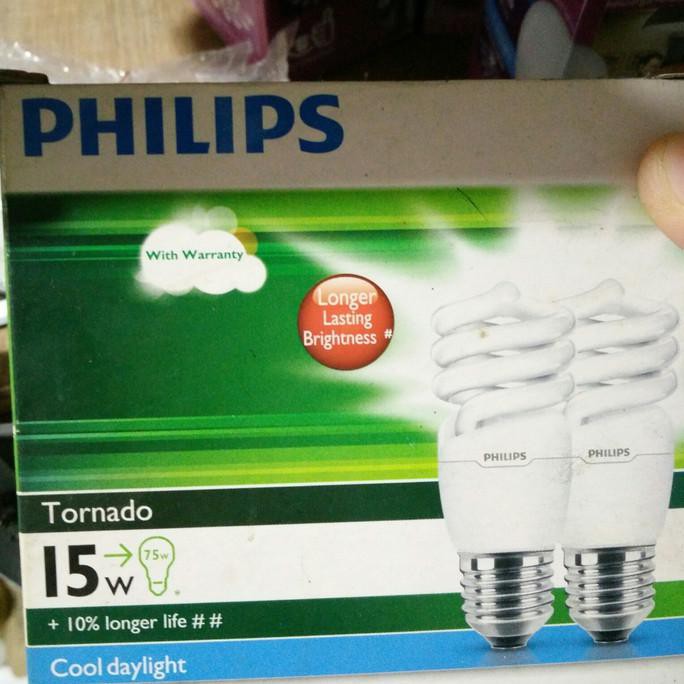 PHILIPS
With Warranty
Longer
Lasting
Brightness #
PHILIPS
PHILIPS
Tornado
15w
75w
+ 10% longer life ##
Cool daylight